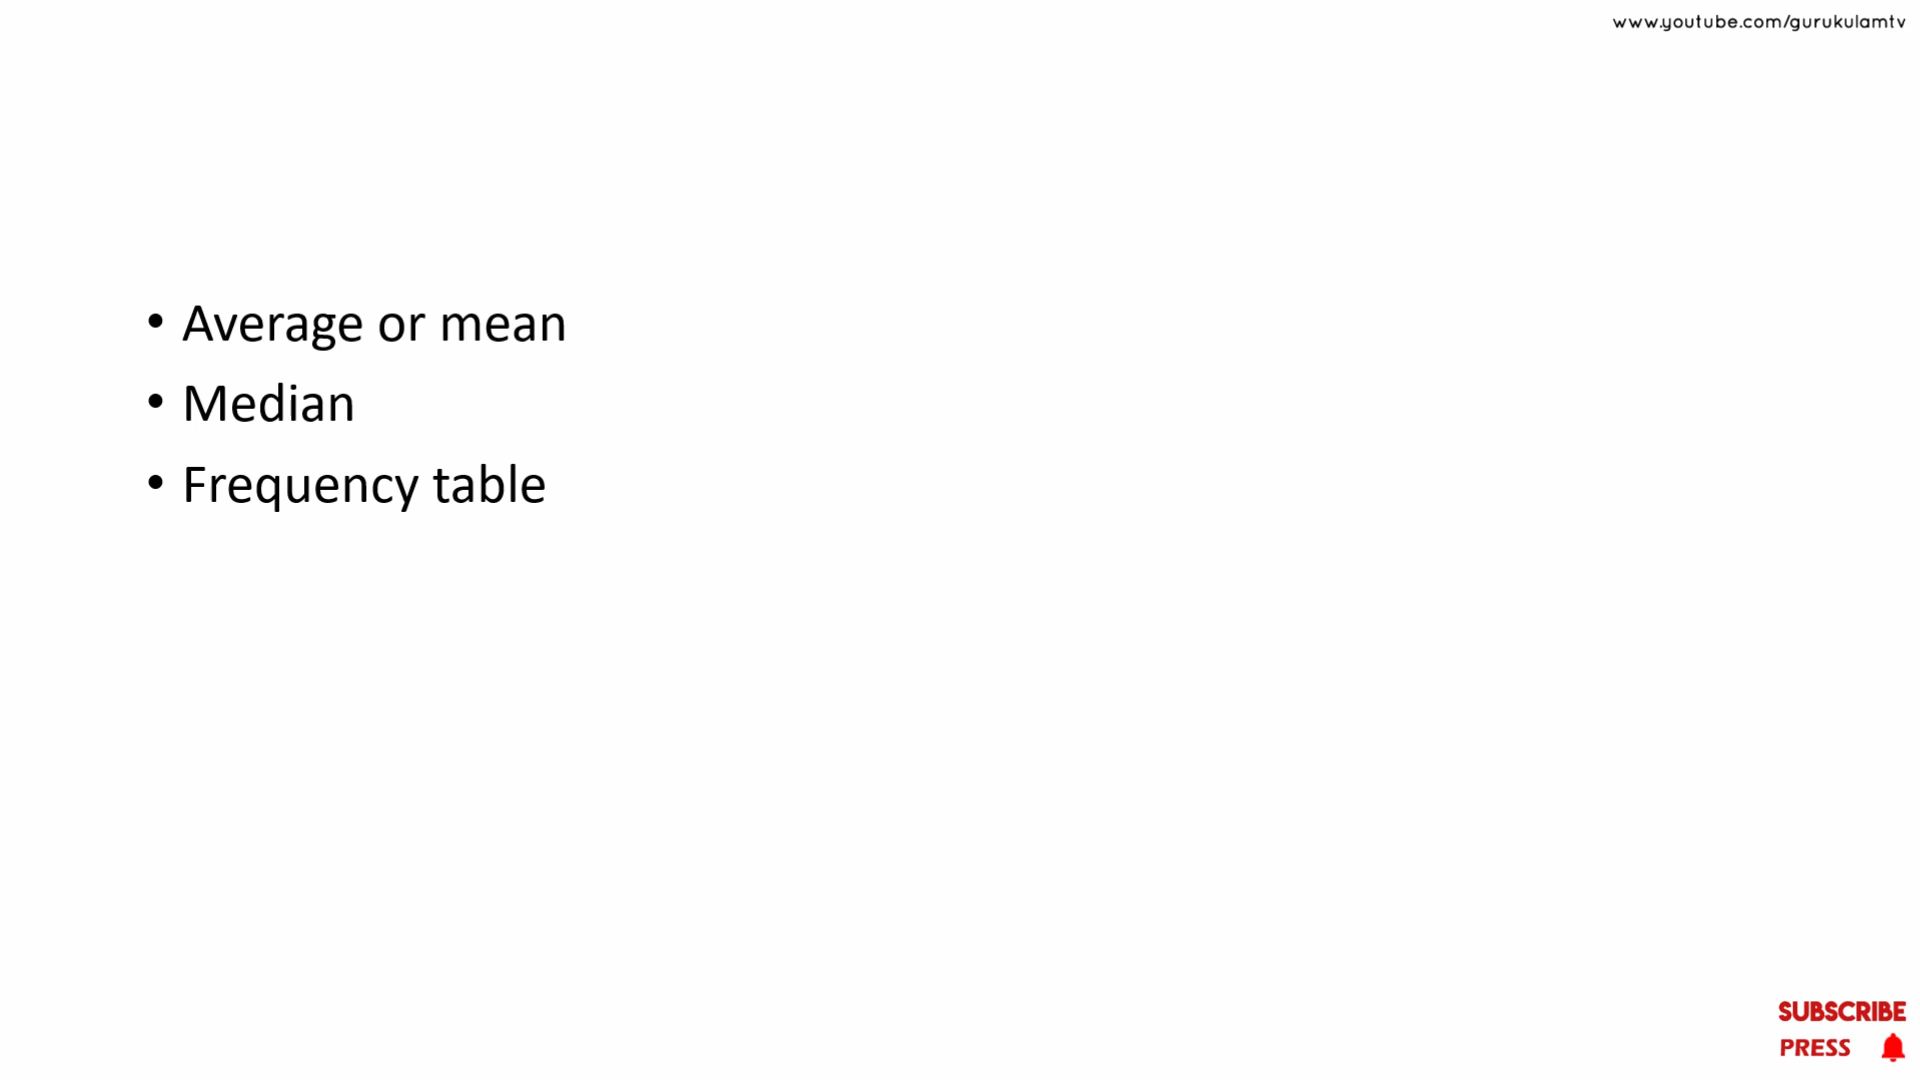 www.youtube.com/gurukulamtv
• Average or mean
• Median
• Frequency table
SUBSCRIBE
PRESS